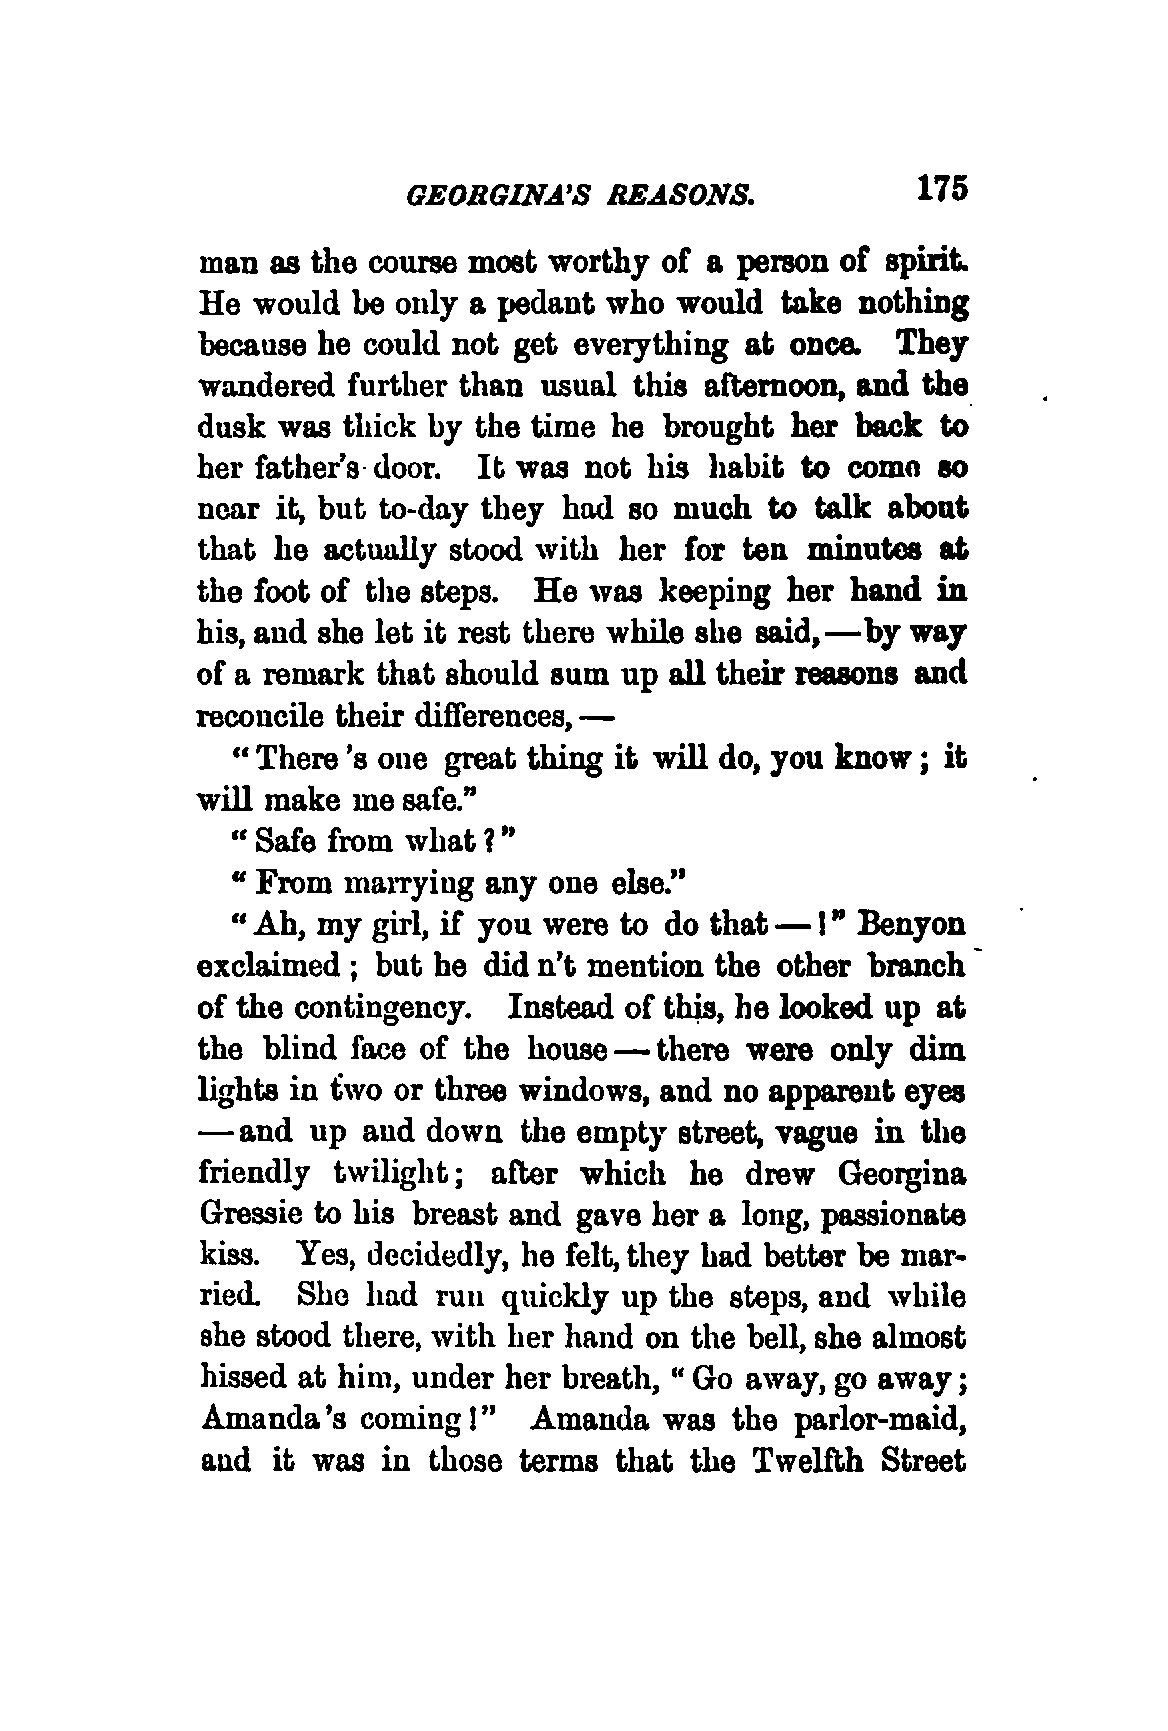 GEORGINA'S REASONS. 175
man as the course most worthy of a person of spirit.
He would be only a pedant who would take nothing
because he could not get everything at once. They
wandered further than usual this afternoon, and the
dusk was thick by the time he brought her back to
her father's door. It was not his habit to come so
near it, but to-day they had so much to talk about
that he actually stood with her for ten minutes at
the foot of the steps. He was keeping her hand in
his, and she let it rest there while she said,—by way
of a remark that should sum up all their reasons and
reconcile their differences,—
"There 's one great thing it will do, you know; it
will make me safe."
"Safe from what?"
"From marrying any one else."
"Ah, my girl, if you were to do that—!" Benyon
exclaimed; but he did n't mention the other branch
of the contingency. Instead of this, he looked up at
the blind face of the house—there were only dim
lights in two or three windows, and no apparent eyes
—and up and down the empty street, vague in the
friendly twilight; after which he drew Georgina
Gressie to his breast and gave her a long, passionate
kiss. Yes, decidedly, he felt, they had better be mar-
ried. She had run quickly up the steps, and while
she stood there, with her hand on the bell, she almost
hissed at him, under her breath, "Go away, go away;
Amanda 's coming!" Amanda was the parlor-maid,
and it was in those terms that the Twelfth Street